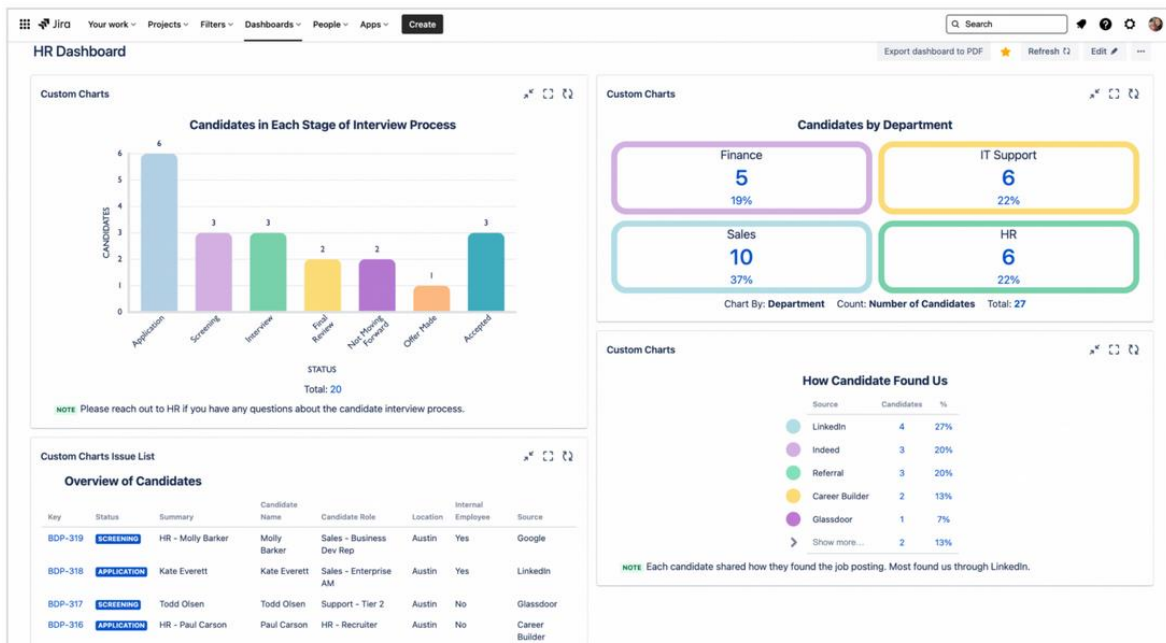 Jira Your work Projects Filters Dashboards People Apps Create Search
HR Dashboard
Export dashboard to PDF Refresh Edit
Custom Charts
Candidates in Each Stage of Interview Process
CANDIDATES
6
5
4
3
2
1
0
6 3 3 2 2 1 3
Application Screening Interview Final Review Not Moving Forward Offer Made Accepted
STATUS
Total: 20
NOTE Please reach out to HR if you have any questions about the candidate interview process.
Custom Charts Issue List
Overview of Candidates
Key Status Summary Candidate Name Candidate Role Location Internal Employee Source
BDP-319 SCREENING HR - Molly Barker Molly Barker Sales - Business Dev Rep Austin Yes Google
BDP-318 APPLICATION Kate Everett Kate Everett Sales - Enterprise AM Austin Yes LinkedIn
BDP-317 SCREENING Todd Olsen Todd Olsen Support - Tier 2 Austin No Glassdoor
BDP-316 APPLICATION HR - Paul Carson Paul Carson HR - Recruiter Austin No Career Builder
Custom Charts
Candidates by Department
Finance
5
19%
IT Support
6
22%
Sales
10
37%
HR
6
22%
Chart By: Department Count: Number of Candidates Total: 27
Custom Charts
How Candidate Found Us
Source Candidates %
LinkedIn 4 27%
Indeed 3 20%
Referral 3 20%
Career Builder 2 13%
Glassdoor 1 7%
Show more... 2 13%
NOTE Each candidate shared how they found the job posting. Most found us through LinkedIn.